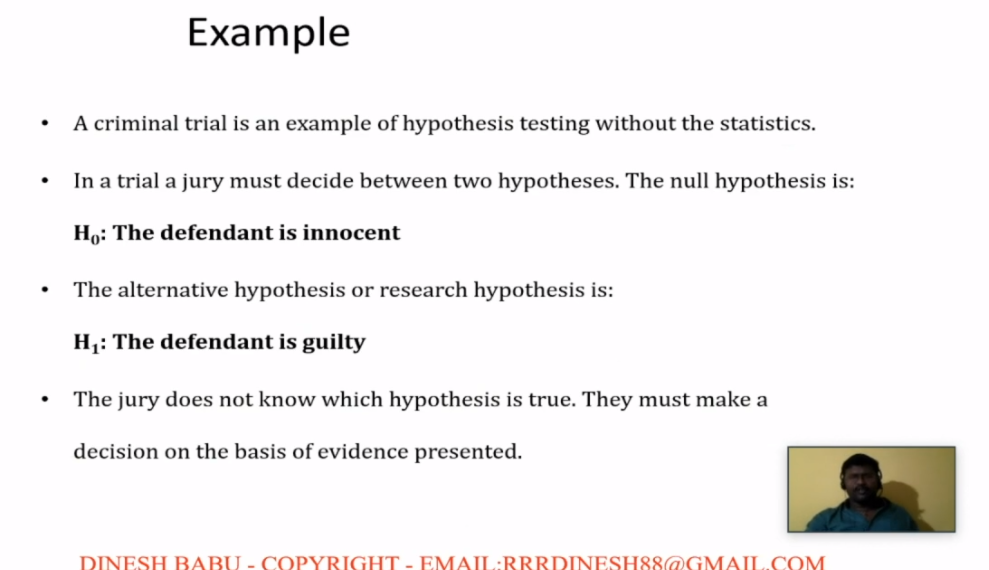 Example
• A criminal trial is an example of hypothesis testing without the statistics.
• In a trial a jury must decide between two hypotheses. The null hypothesis is:
H₀: The defendant is innocent
• The alternative hypothesis or research hypothesis is:
H₁: The defendant is guilty
• The jury does not know which hypothesis is true. They must make a
decision on the basis of evidence presented.
DINESH BABU - COPYRIGHT - EMAIL:RRRDINESH88@GMAIL.COM